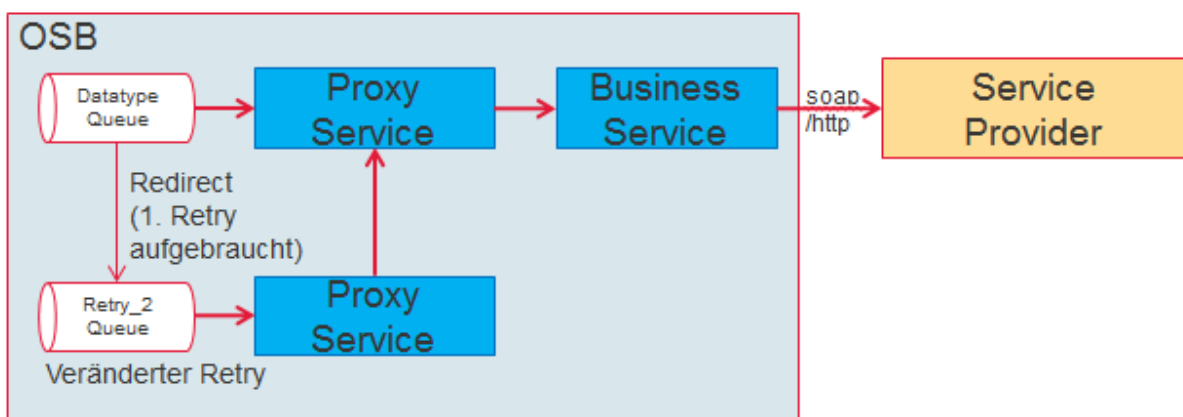 OSB
Datatype
Queue
Proxy
Service
Business
Service
soap
/http
Service
Provider
Redirect
(1. Retry
aufgebraucht)
Retry_2
Queue
Proxy
Service
Veränderter Retry